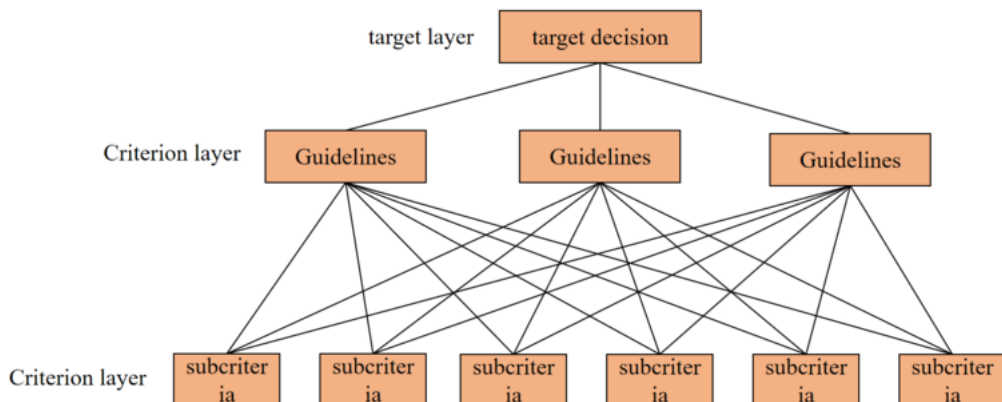 target layer
target decision
Criterion layer
Guidelines
Guidelines
Guidelines
Criterion layer
subcriter
ia
subcriter
ia
subcriter
ia
subcriter
ia
subcriter
ia
subcriter
ia